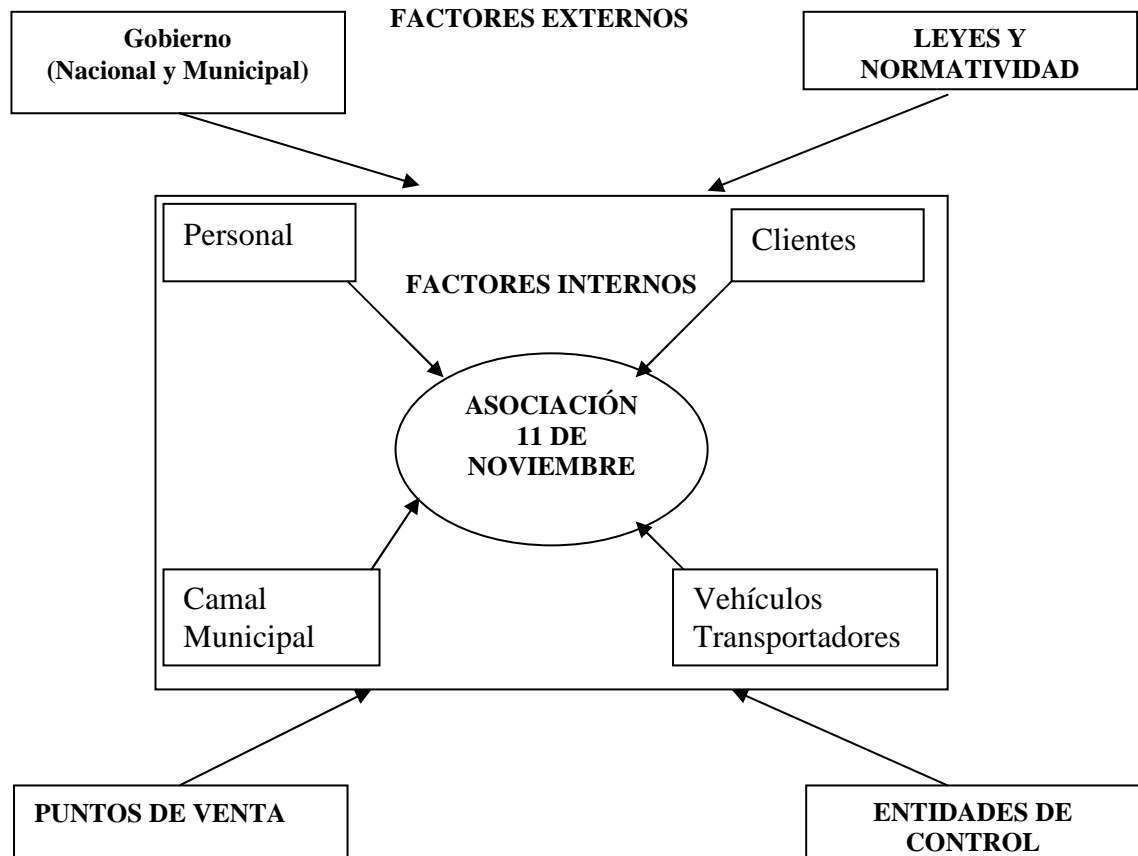 FACTORES EXTERNOS
Gobierno
(Nacional y Municipal)
LEYES Y
NORMATIVIDAD
Personal
Clientes
FACTORES INTERNOS
ASOCIACIÓN
11 DE
NOVIEMBRE
Camal
Municipal
Vehículos
Transportadores
PUNTOS DE VENTA
ENTIDADES DE
CONTROL